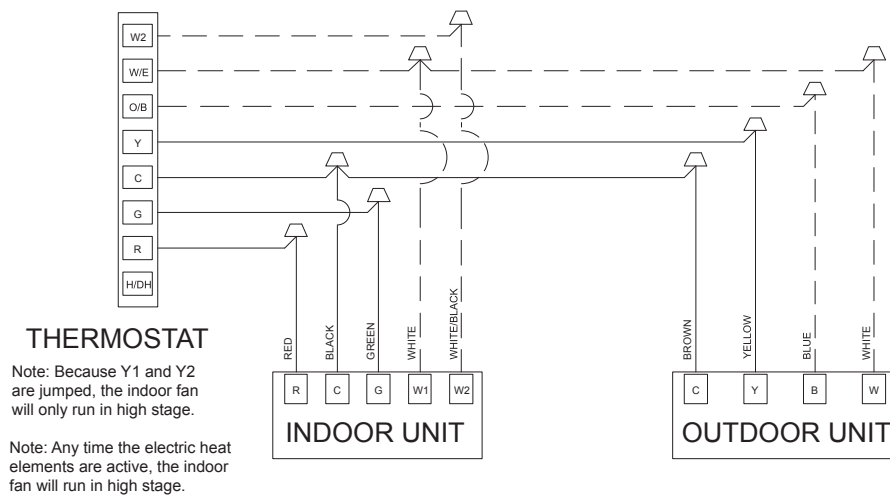 W2
W/E
O/B
Y
C
G
R
H/DH
THERMOSTAT
Note: Because Y1 and Y2
are jumped, the indoor fan
will only run in high stage.
Note: Any time the electric heat
elements are active, the indoor
fan will run in high stage.
RED
BLACK
GREEN
WHITE
WHITE/BLACK
R C G W1 W2
INDOOR UNIT
BROWN
YELLOW
BLUE
WHITE
C Y B W
OUTDOOR UNIT